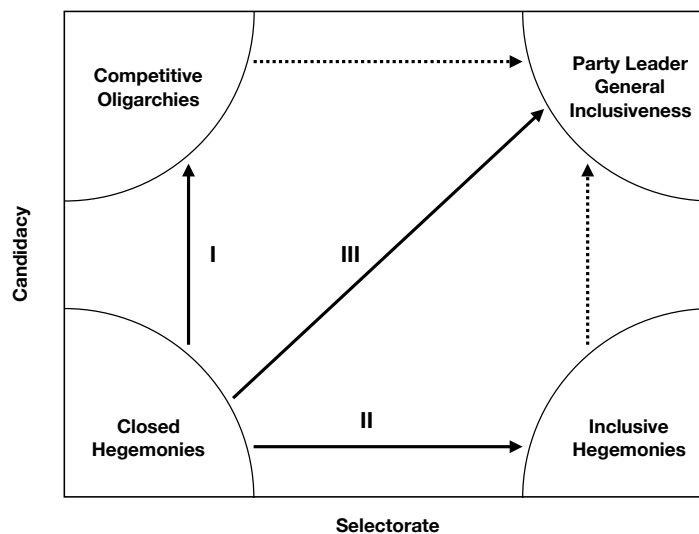 Competitive
Oligarchies
Party Leader
General
Inclusiveness
Candidacy
I
III
Closed
Hegemonies
II
Inclusive
Hegemonies
Selectorate